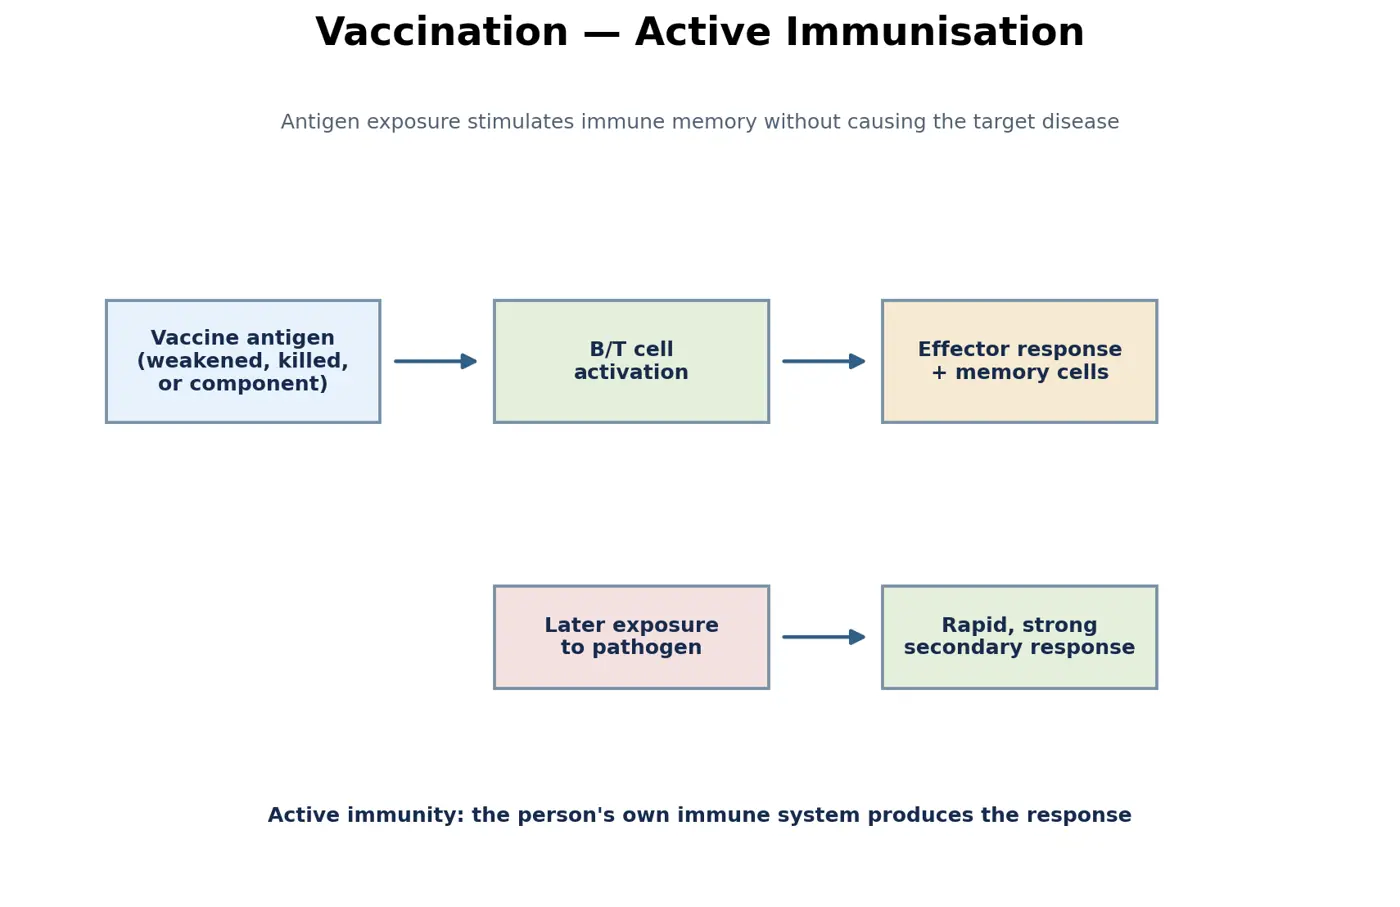 Vaccination — Active Immunisation
Antigen exposure stimulates immune memory without causing the target disease
Vaccine antigen
(weakened, killed,
or component)
B/T cell
activation
Effector response
+ memory cells
Later exposure
to pathogen
Rapid, strong
secondary response
Active immunity: the person's own immune system produces the response